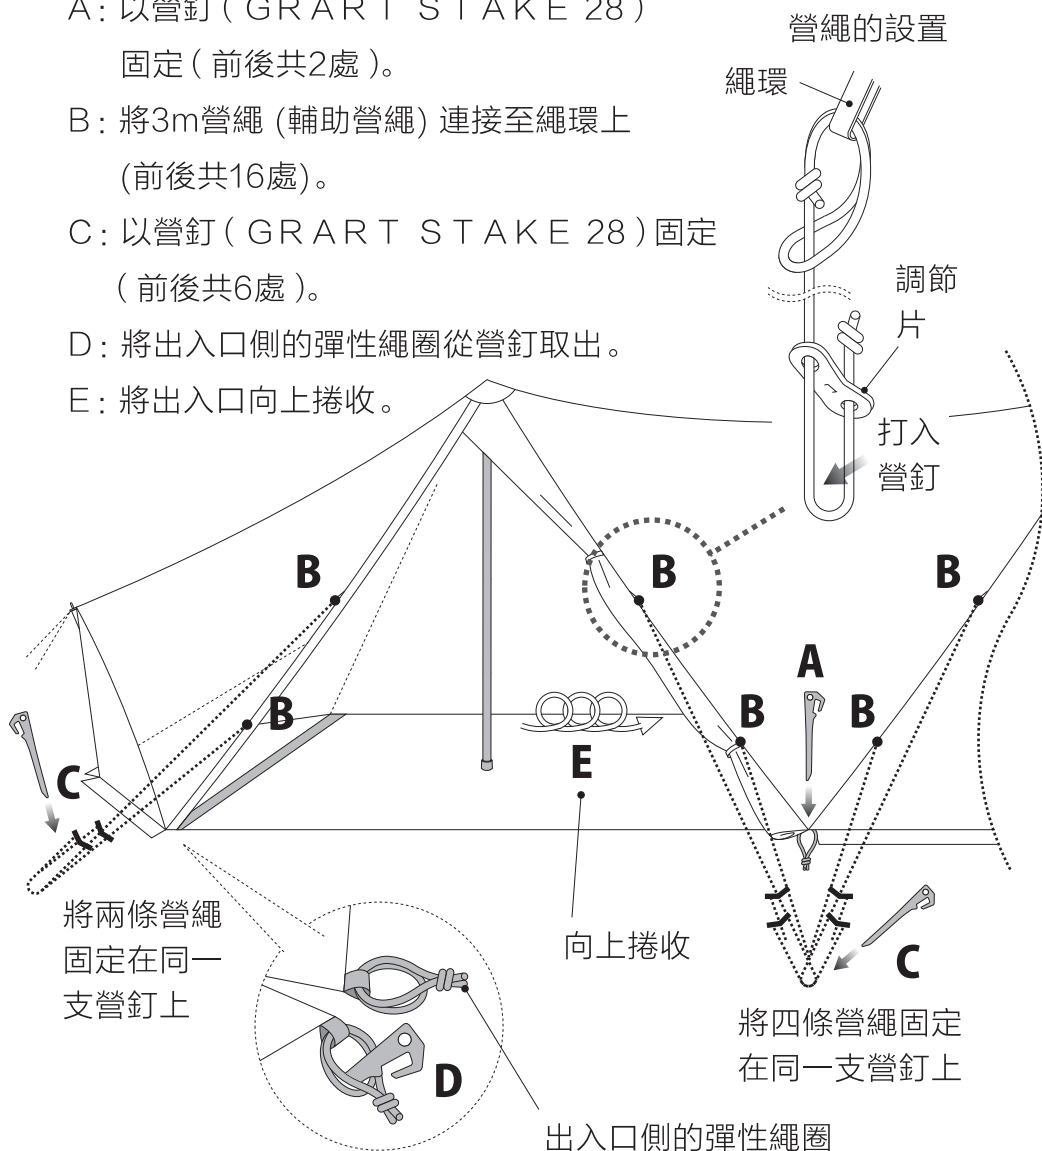 A：以營釘（GRART STAKE 28）
固定（前後共2處）。
B：將3m營繩 (輔助營繩) 連接至繩環上
(前後共16處)。
C：以營釘（GRART STAKE 28）固定
（前後共6處）。
D：將出入口側的彈性繩圈從營釘取出。
E：將出入口向上捲收。
營繩的設置
繩環
調節
片
打入
營釘
B
B
B
A
B
B
B
E
C
C
將兩條營繩
固定在同一
支營釘上
向上捲收
將四條營繩固定
在同一支營釘上
D
出入口側的彈性繩圈